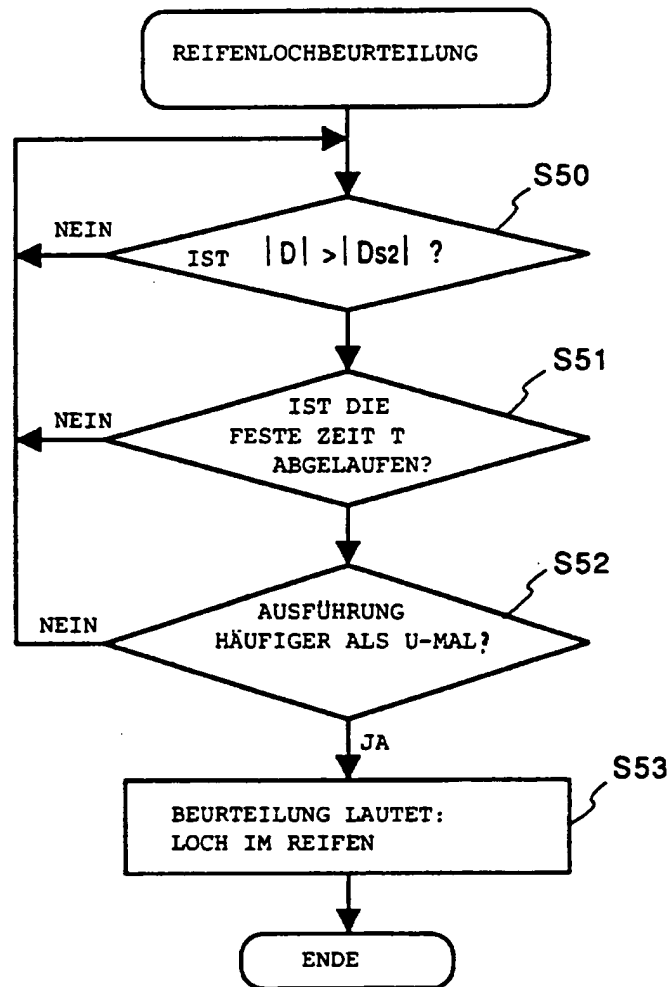 REIFENLOCHBEURTEILUNG
S50
NEIN
IST |D| >|Ds2| ?
S51
NEIN
IST DIE
FESTE ZEIT T
ABGELAUFEN?
S52
NEIN
AUSFÜHRUNG
HÄUFIGER ALS U-MAL?
JA
S53
BEURTEILUNG LAUTET:
LOCH IM REIFEN
ENDE